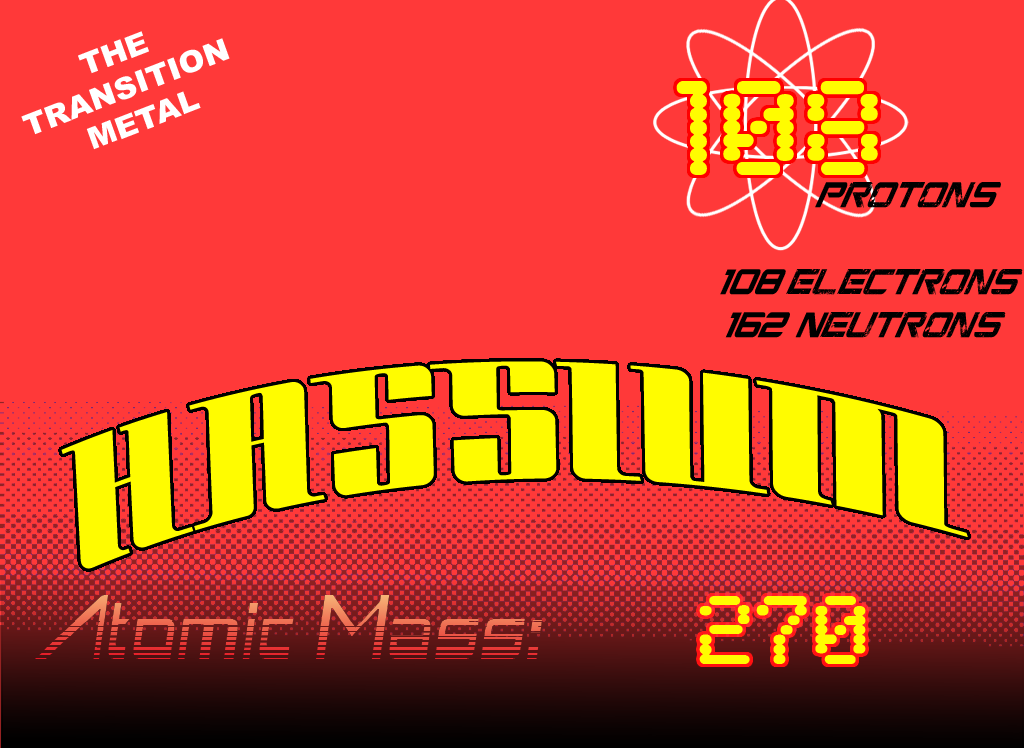 THE
TRANSITION
METAL
108
PROTONS
108 ELECTRONS
162 NEUTRONS
HASSIUM
Atomic Mass: 270